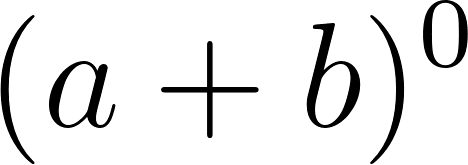 (a + b)⁰